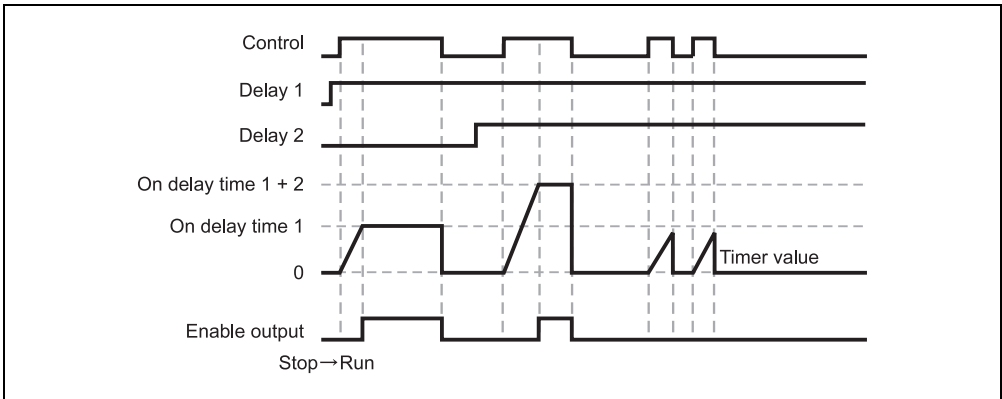 Control
Delay 1
Delay 2
On delay time 1 + 2
On delay time 1
Timer value
0
Enable output
Stop→Run